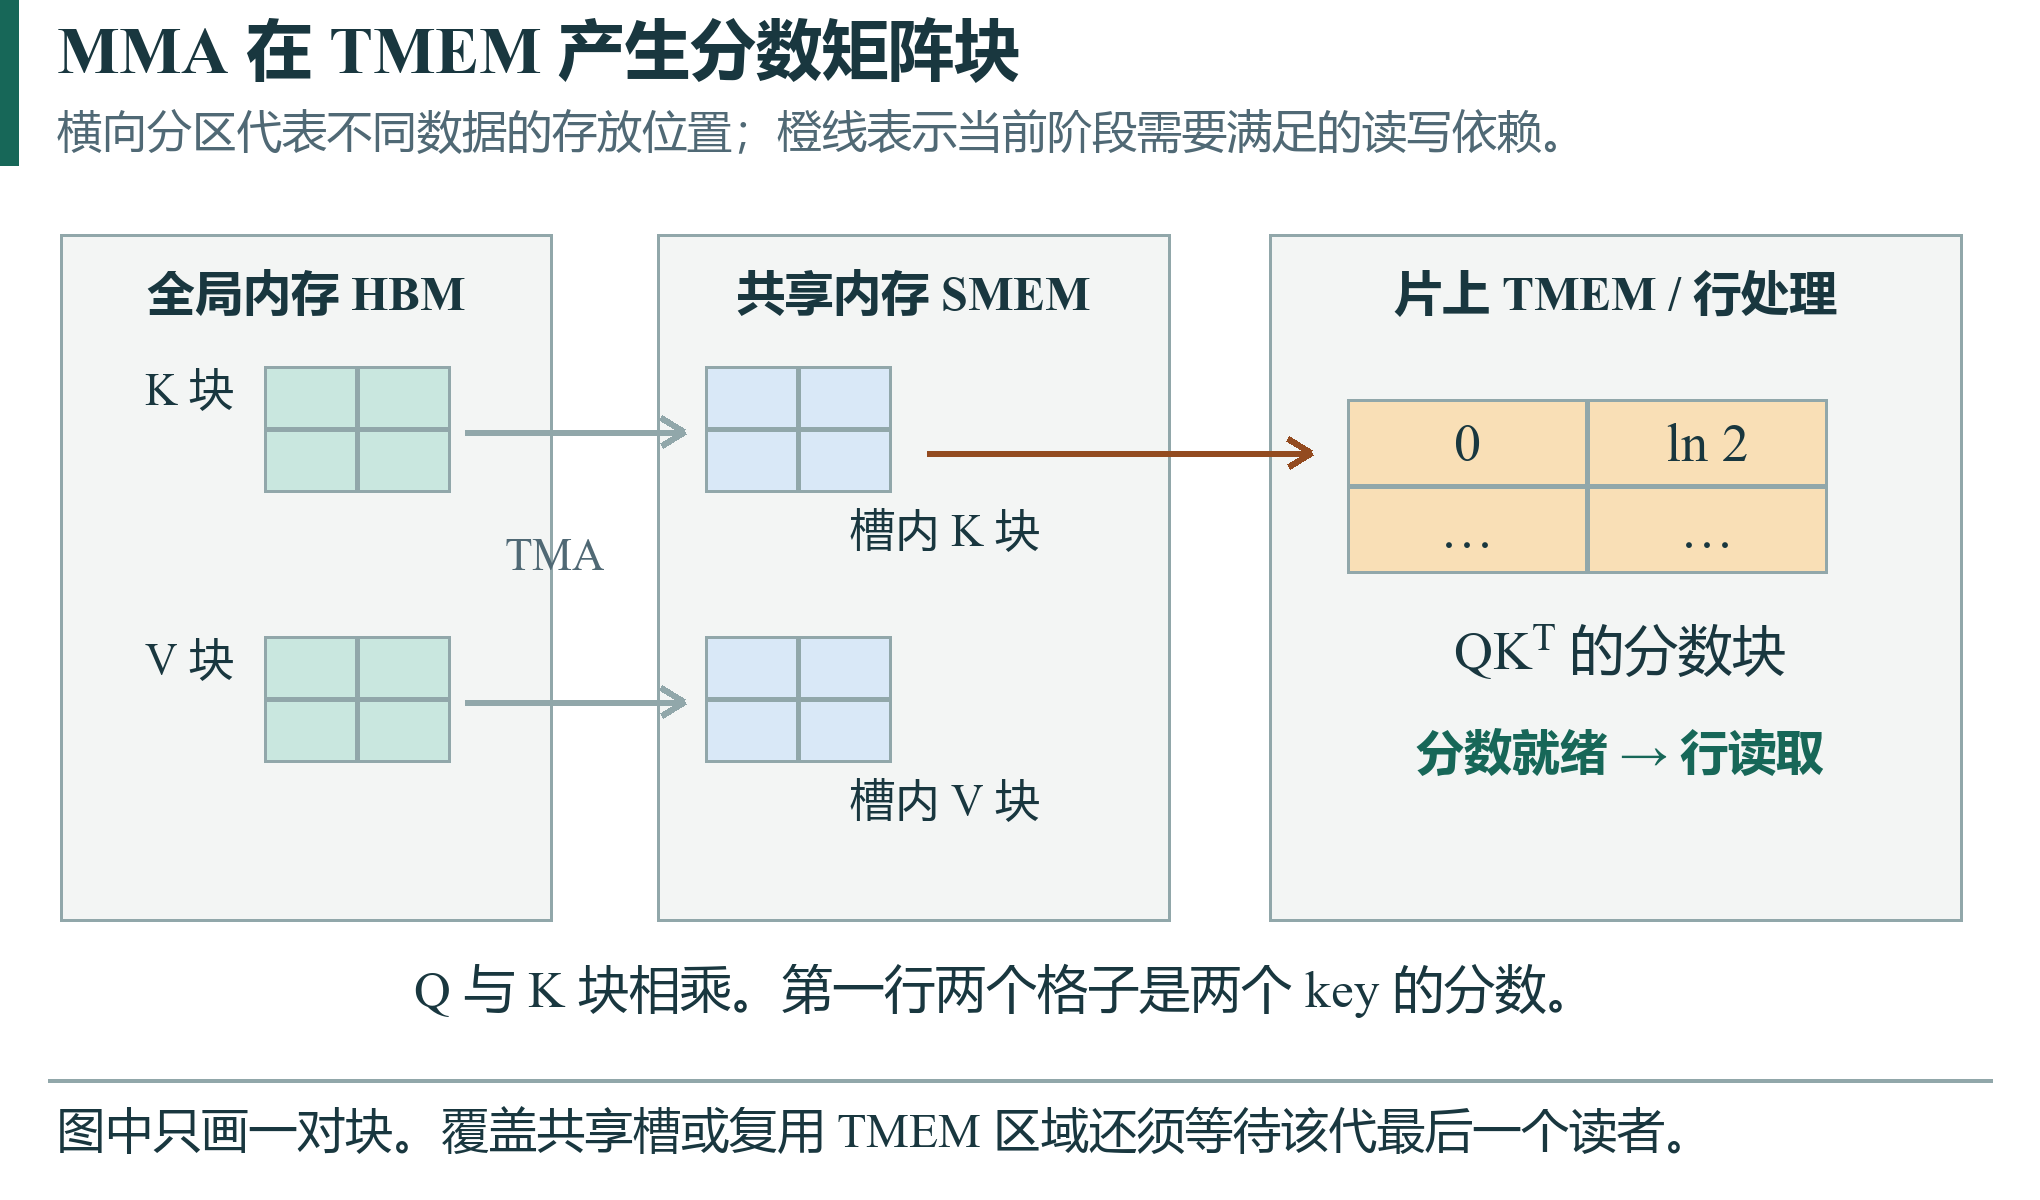 MMA 在 TMEM 产生分数矩阵块
横向分区代表不同数据的存放位置；橙线表示当前阶段需要满足的读写依赖。
全局内存 HBM
共享内存 SMEM
片上 TMEM / 行处理
K 块
0
ln 2
…
…
槽内 K 块
TMA
QKᵀ 的分数块
V 块
分数就绪 → 行读取
槽内 V 块
Q 与 K 块相乘。第一行两个格子是两个 key 的分数。
图中只画一对块。覆盖共享槽或复用 TMEM 区域还须等待该代最后一个读者。